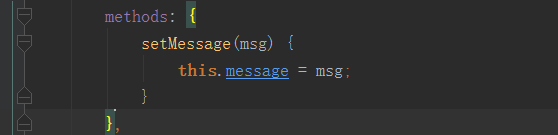 methods: {
setMessage(msg) {
this.message = msg;
}
},